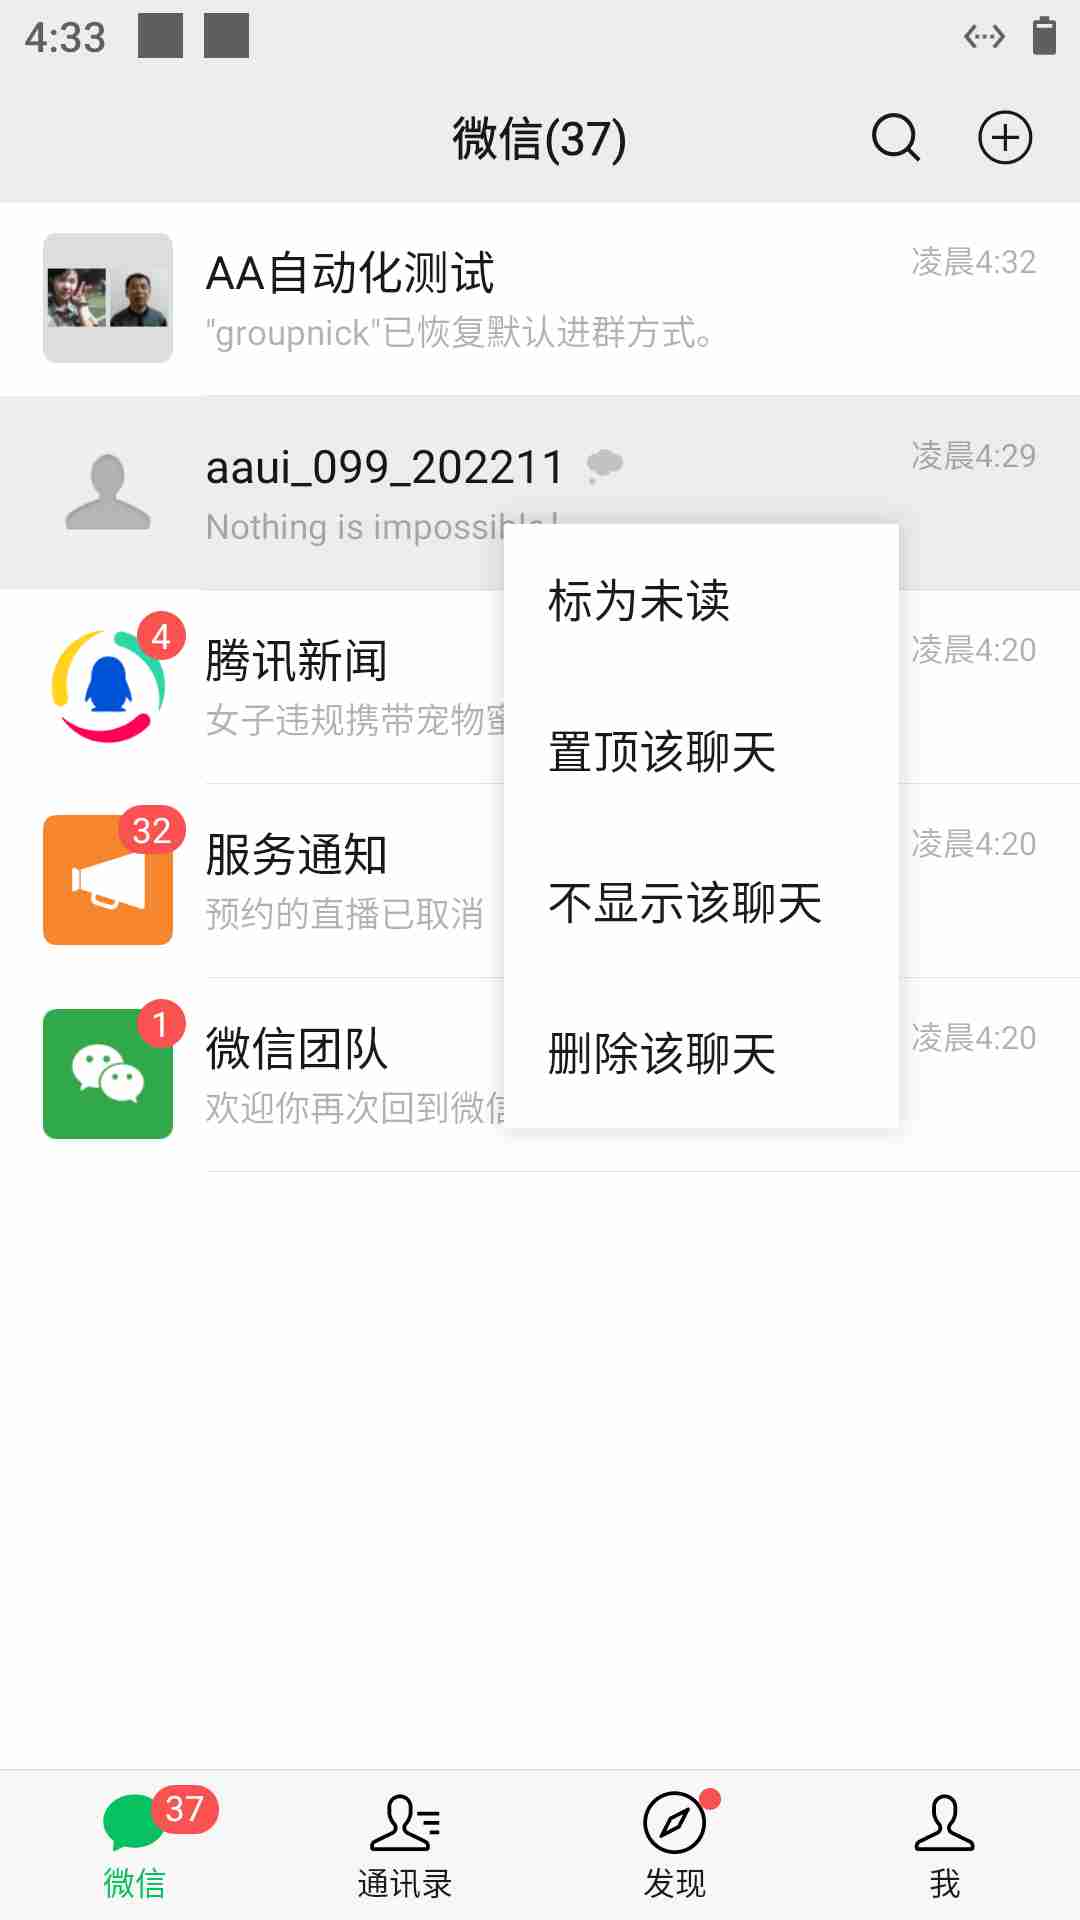 4:33
微信(37)
AA自动化测试
凌晨4:32
"groupnick"已恢复默认进群方式。
aaui_099_202211
凌晨4:29
Nothing is
标为未读
4
腾讯新闻
凌晨4:20
女子违规携带宠物
置顶该聊天
32
服务通知
凌晨4:20
预约的直播已取消
不显示该聊天
1
微信团队
凌晨4:20
欢迎你再次回到微信
删除该聊天
37
微信
通讯录
发现
我